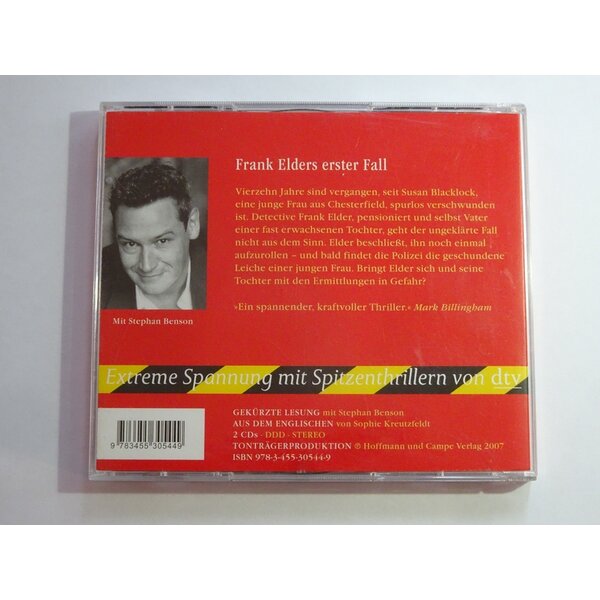 Frank Elders erster Fall
Vierzehn Jahre sind vergangen, seit Susan Blacklock,
eine junge Frau aus Chesterfield, spurlos verschwunden
ist. Detective Frank Elder, pensioniert und selbst Vater
einer fast erwachsenen Tochter, geht der ungeklärte Fall
nicht aus dem Sinn. Elder beschließt, ihn noch einmal
aufzurollen – und bald findet die Polizei die geschundene
Leiche einer jungen Frau. Bringt Elder sich und seine
Tochter mit den Ermittlungen in Gefahr?
»Ein spannender, kraftvoller Thriller.« Mark Billingham
Mit Stephan Benson
Extreme Spannung mit Spitzenthrillern von dtv
GEKÜRZTE LESUNG mit Stephan Benson
AUS DEM ENGLISCHEN von Sophie Kreutzfeldt
2 CDs · DDD · STEREO
TONTRÄGERPRODUKTION ℗ Hoffmann und Campe Verlag 2007
ISBN 978-3-455-30544-9
9 783455 305449